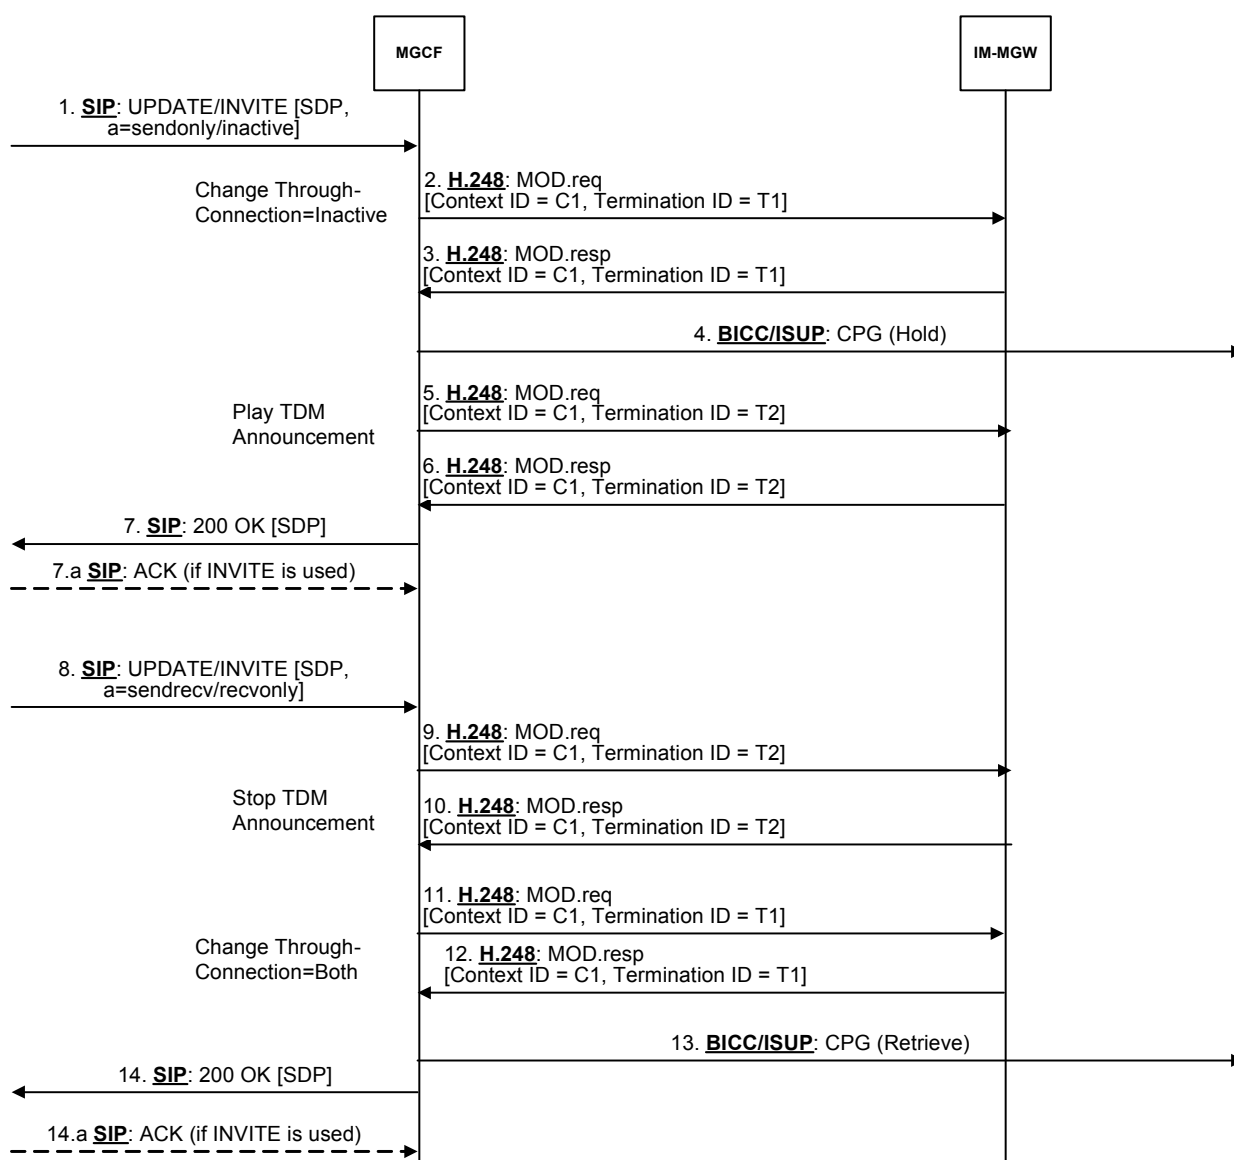 MGCF
IM-MGW
1. SIP: UPDATE/INVITE [SDP,
a=sendonly/inactive]
Change Through-
Connection=Inactive
2. H.248: MOD.req
[Context ID = C1, Termination ID = T1]
3. H.248: MOD.resp
[Context ID = C1, Termination ID = T1]
4. BICC/ISUP: CPG (Hold)
Play TDM
Announcement
5. H.248: MOD.req
[Context ID = C1, Termination ID = T2]
6. H.248: MOD.resp
[Context ID = C1, Termination ID = T2]
7. SIP: 200 OK [SDP]
7.a SIP: ACK (if INVITE is used)
8. SIP: UPDATE/INVITE [SDP,
a=sendrecv/recvonly]
9. H.248: MOD.req
[Context ID = C1, Termination ID = T2]
Stop TDM
Announcement
10. H.248: MOD.resp
[Context ID = C1, Termination ID = T2]
11. H.248: MOD.req
[Context ID = C1, Termination ID = T1]
Change Through-
Connection=Both
12. H.248: MOD.resp
[Context ID = C1, Termination ID = T1]
13. BICC/ISUP: CPG (Retrieve)
14. SIP: 200 OK [SDP]
14.a SIP: ACK (if INVITE is used)